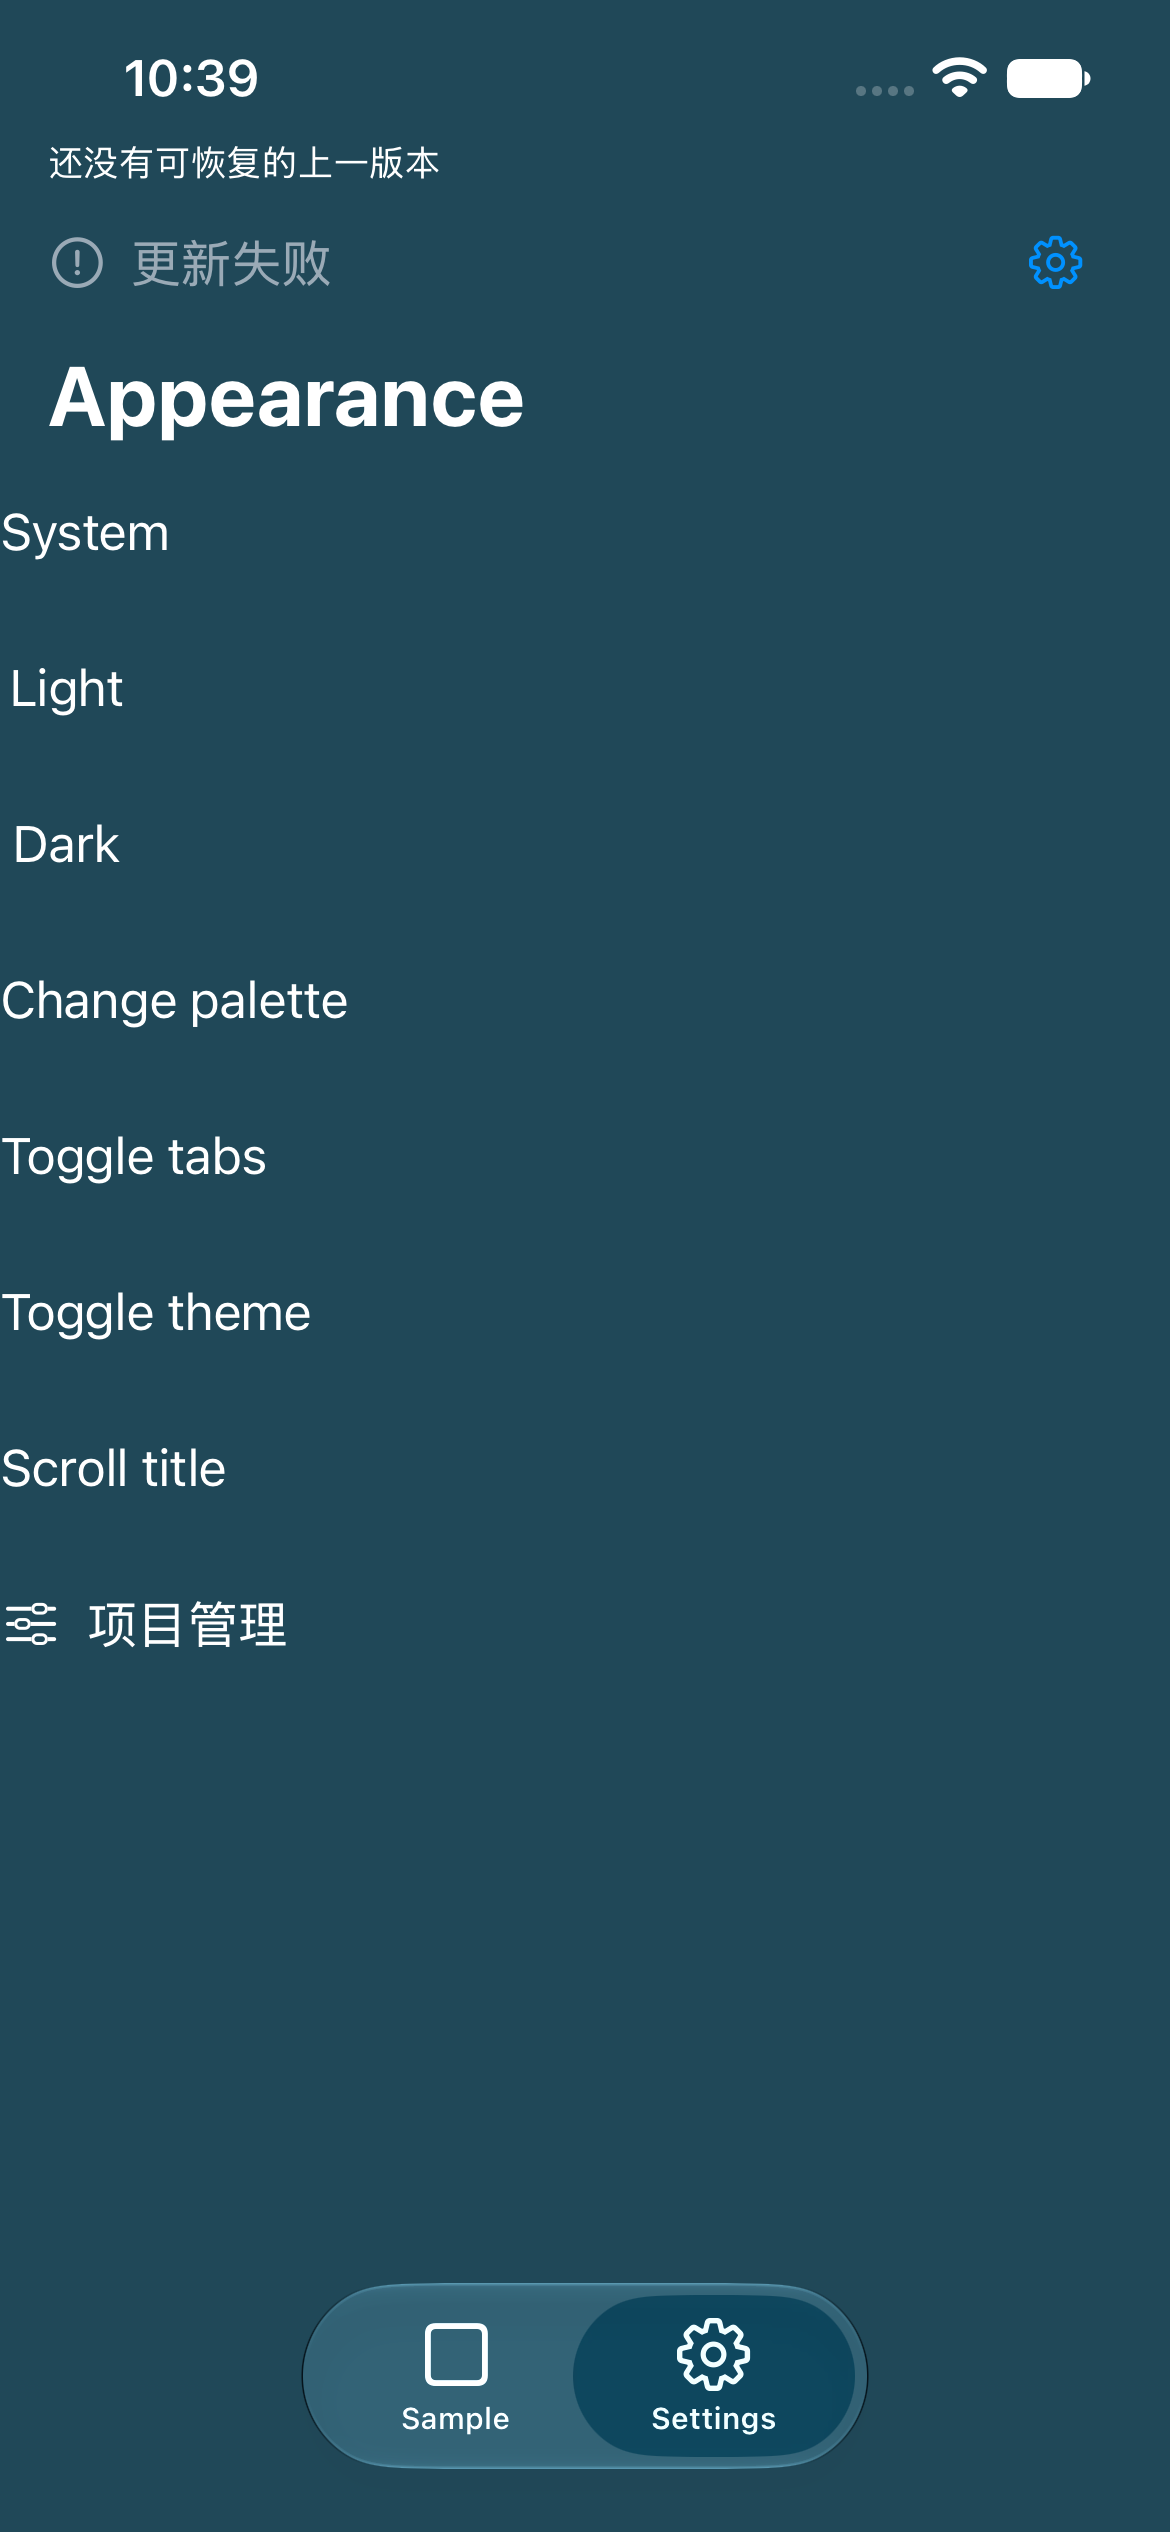 10:39
还没有可恢复的上一版本
更新失败
Appearance
System
Light
Dark
Change palette
Toggle tabs
Toggle theme
Scroll title
项目管理
Sample
Settings